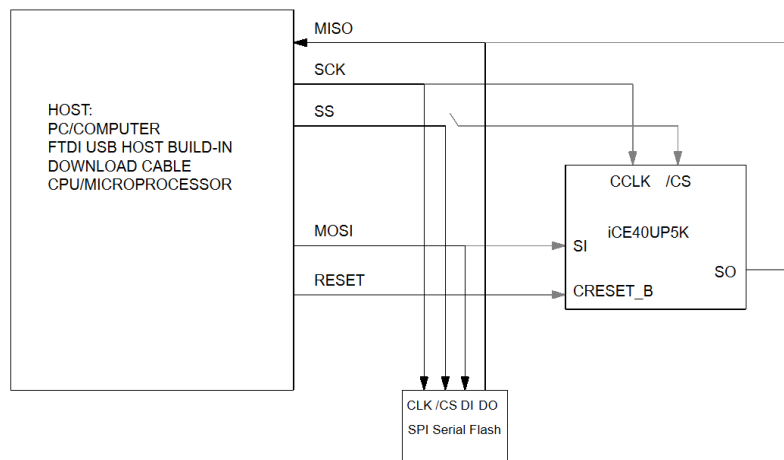 MISO
SCK
SS
HOST:
PC/COMPUTER
FTDI USB HOST BUILD-IN
DOWNLOAD CABLE
CPU/MICROPROCESSOR
CCLK /CS
iCE40UP5K
MOSI
SI
SO
RESET
CRESET_B
CLK /CS DI DO
SPI Serial Flash